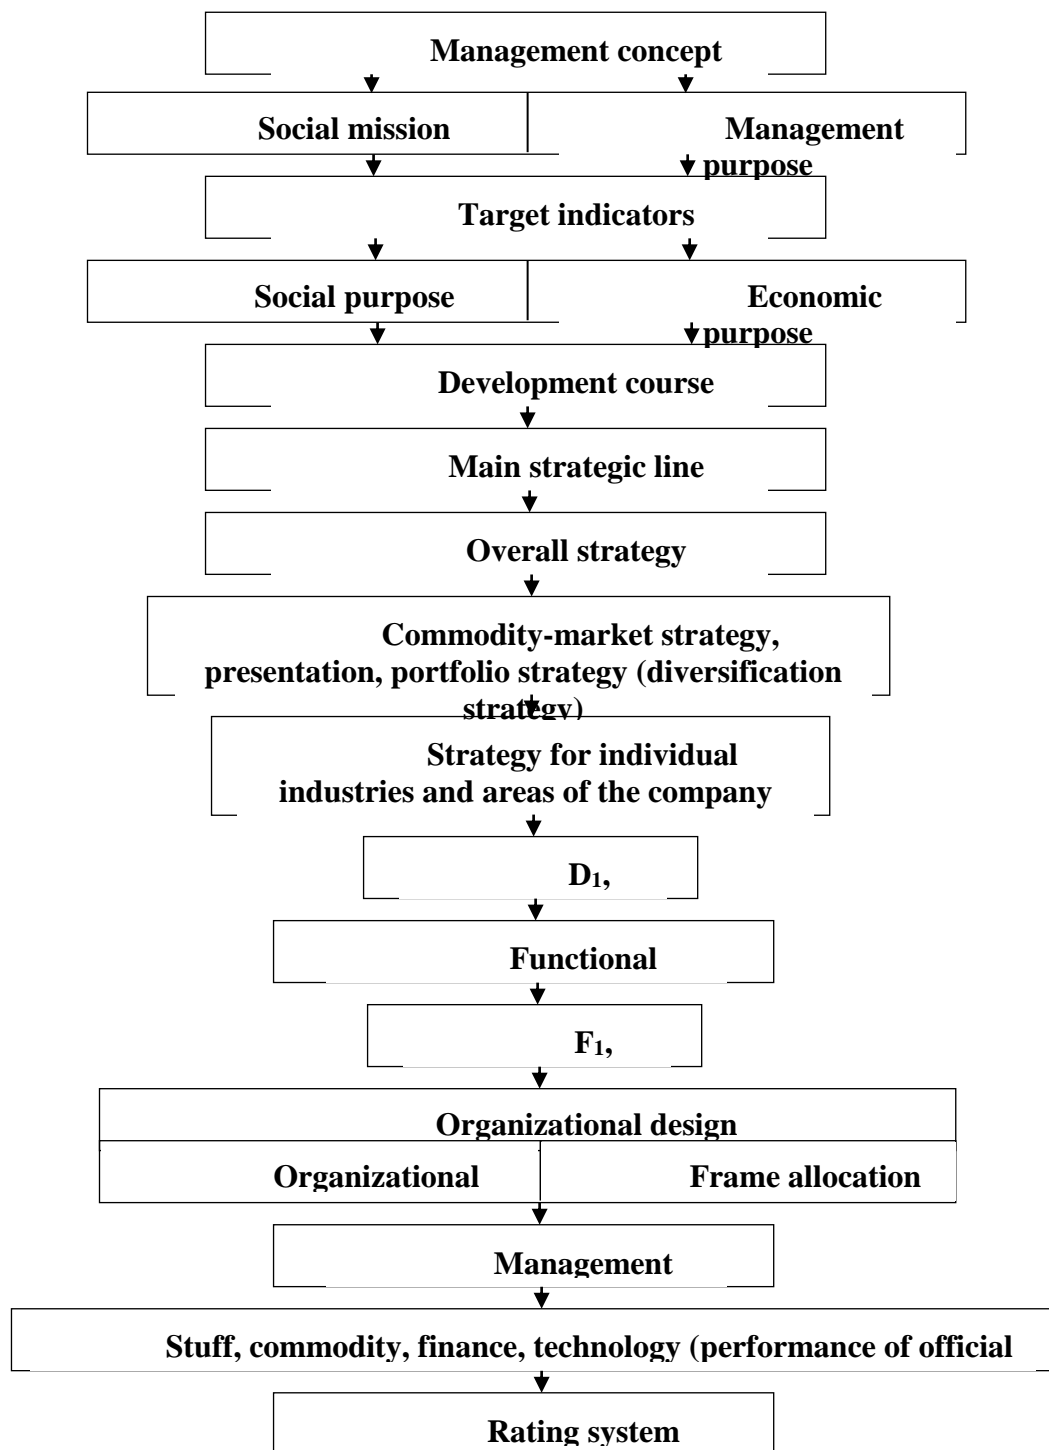 Management concept
Social mission
Management
purpose
Target indicators
Social purpose
Economic
purpose
Development course
Main strategic line
Overall strategy
Commodity-market strategy,
presentation, portfolio strategy (diversification
strategy)
Strategy for individual
industries and areas of the company
D₁,
Functional
F₁,
Organizational design
Organizational
Frame allocation
Management
Stuff, commodity, finance, technology (performance of official
Rating system